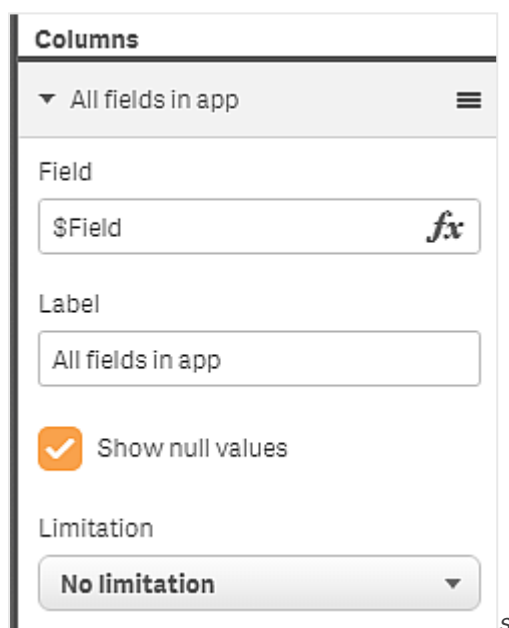 Columns
All fields in app
Field
$Field fx
Label
All fields in app
Show null values
Limitation
No limitation
s